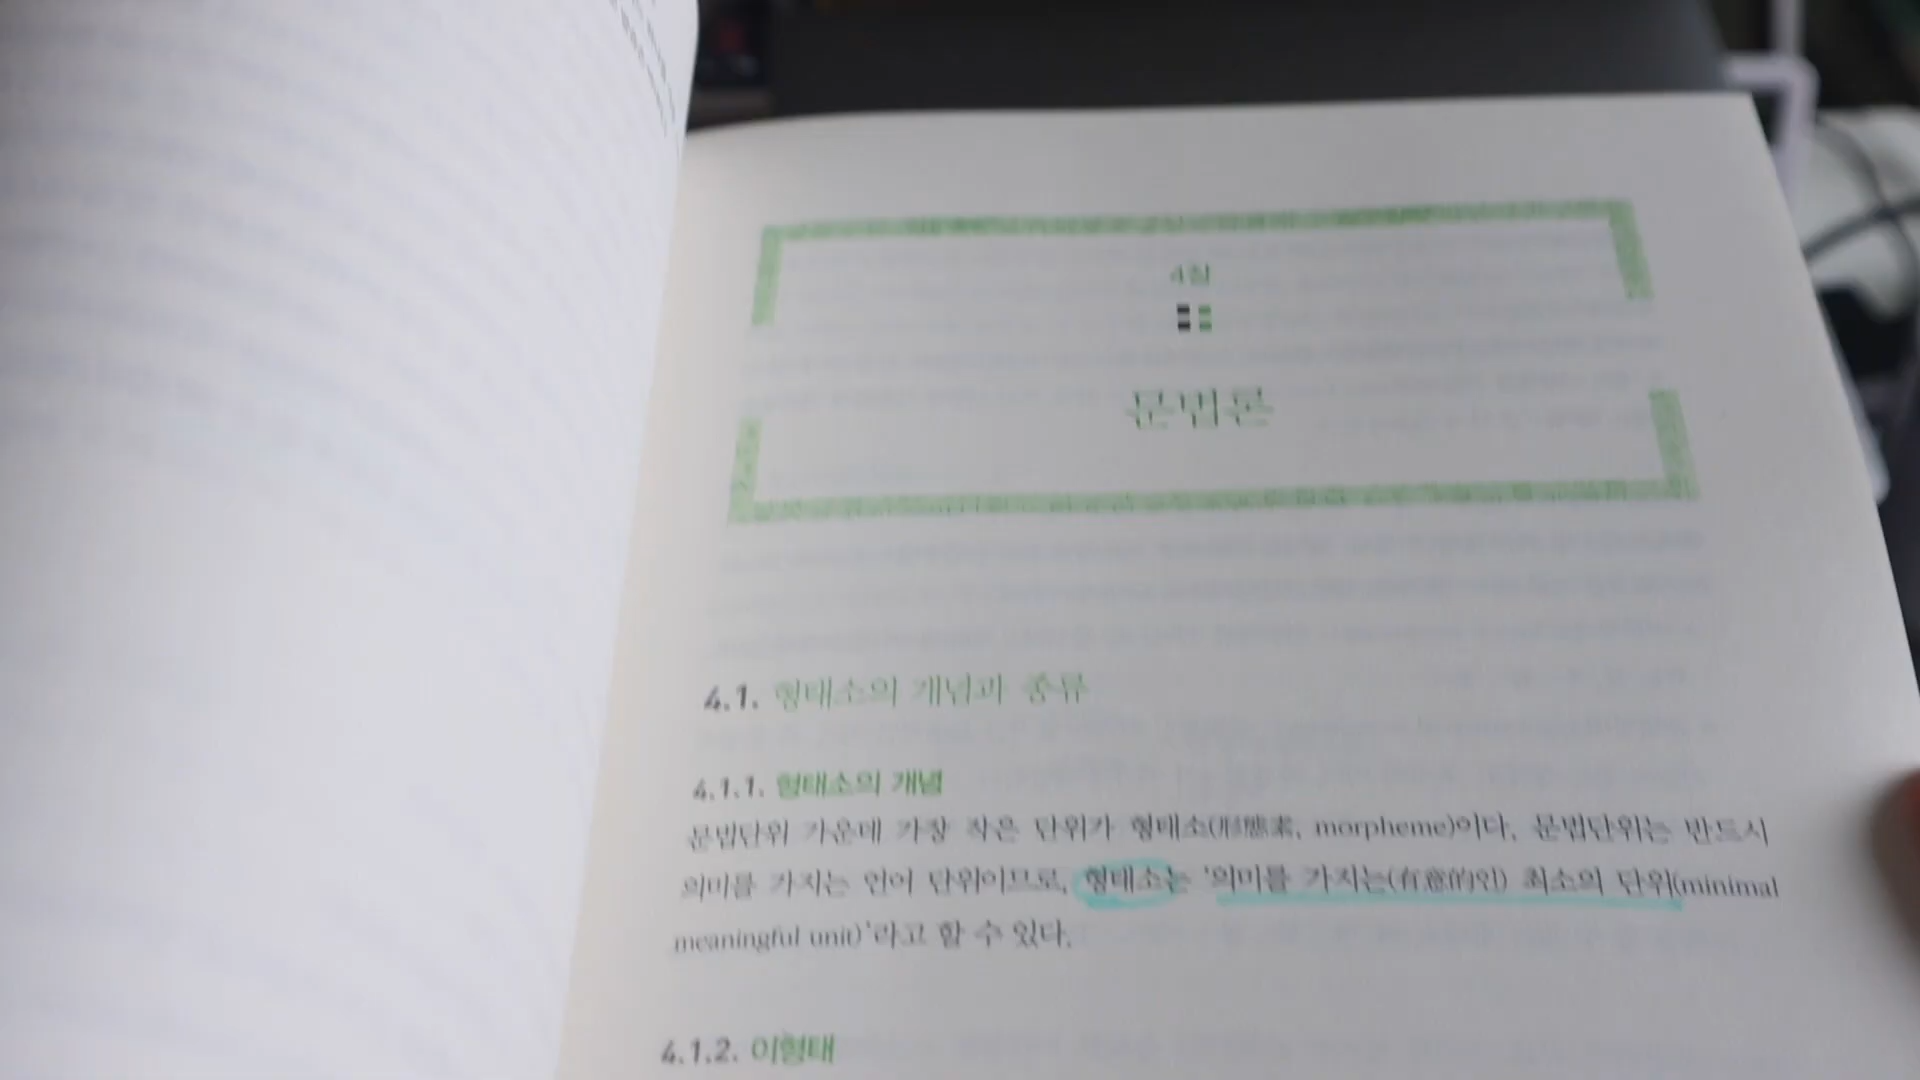 4장
문법론
4.1. 형태소의 개념과 종류
4.1.1. 형태소의 개념
문법단위 가운데 가장 작은 단위가 형태소(形態素, morpheme)이다. 문법단위는 반드시
의미를 가지는 언어 단위이므로, 형태소는 '의미를 가지는(有意的인) 최소의 단위(minimal
meaningful unit)'라고 할 수 있다.
4.1.2. 이형태